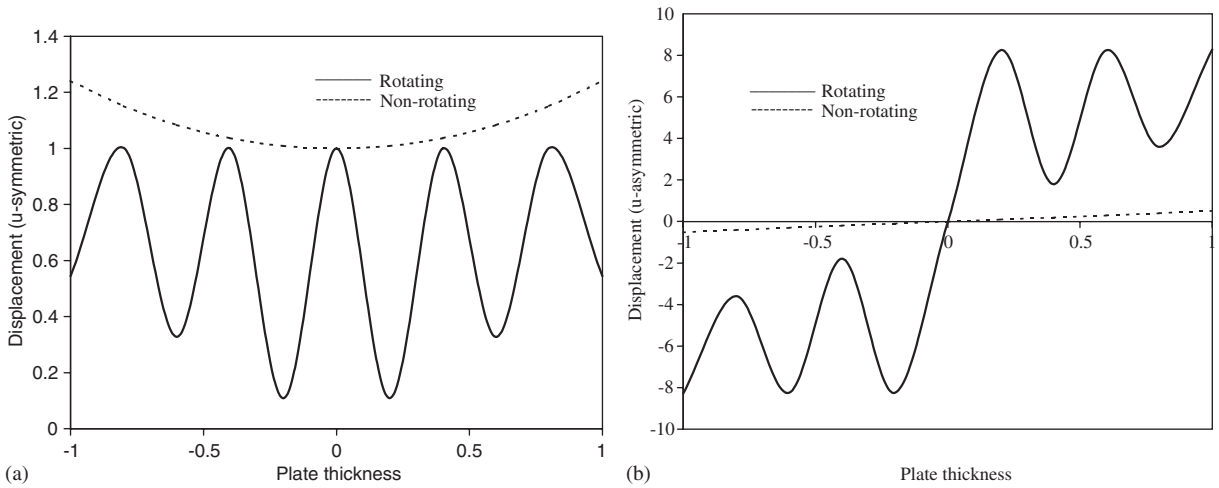 1.4
1.2
1
0.8
0.6
0.4
0.2
0
-1
-0.5
0
0.5
1
Displacement (u-symmetric)
Plate thickness
Rotating
Non-rotating
(a)
10
8
6
4
2
0
-2
-4
-6
-8
-10
-1
-0.5
0
0.5
1
Displacement (u-asymmetric)
Plate thickness
Rotating
Non-rotating
(b)